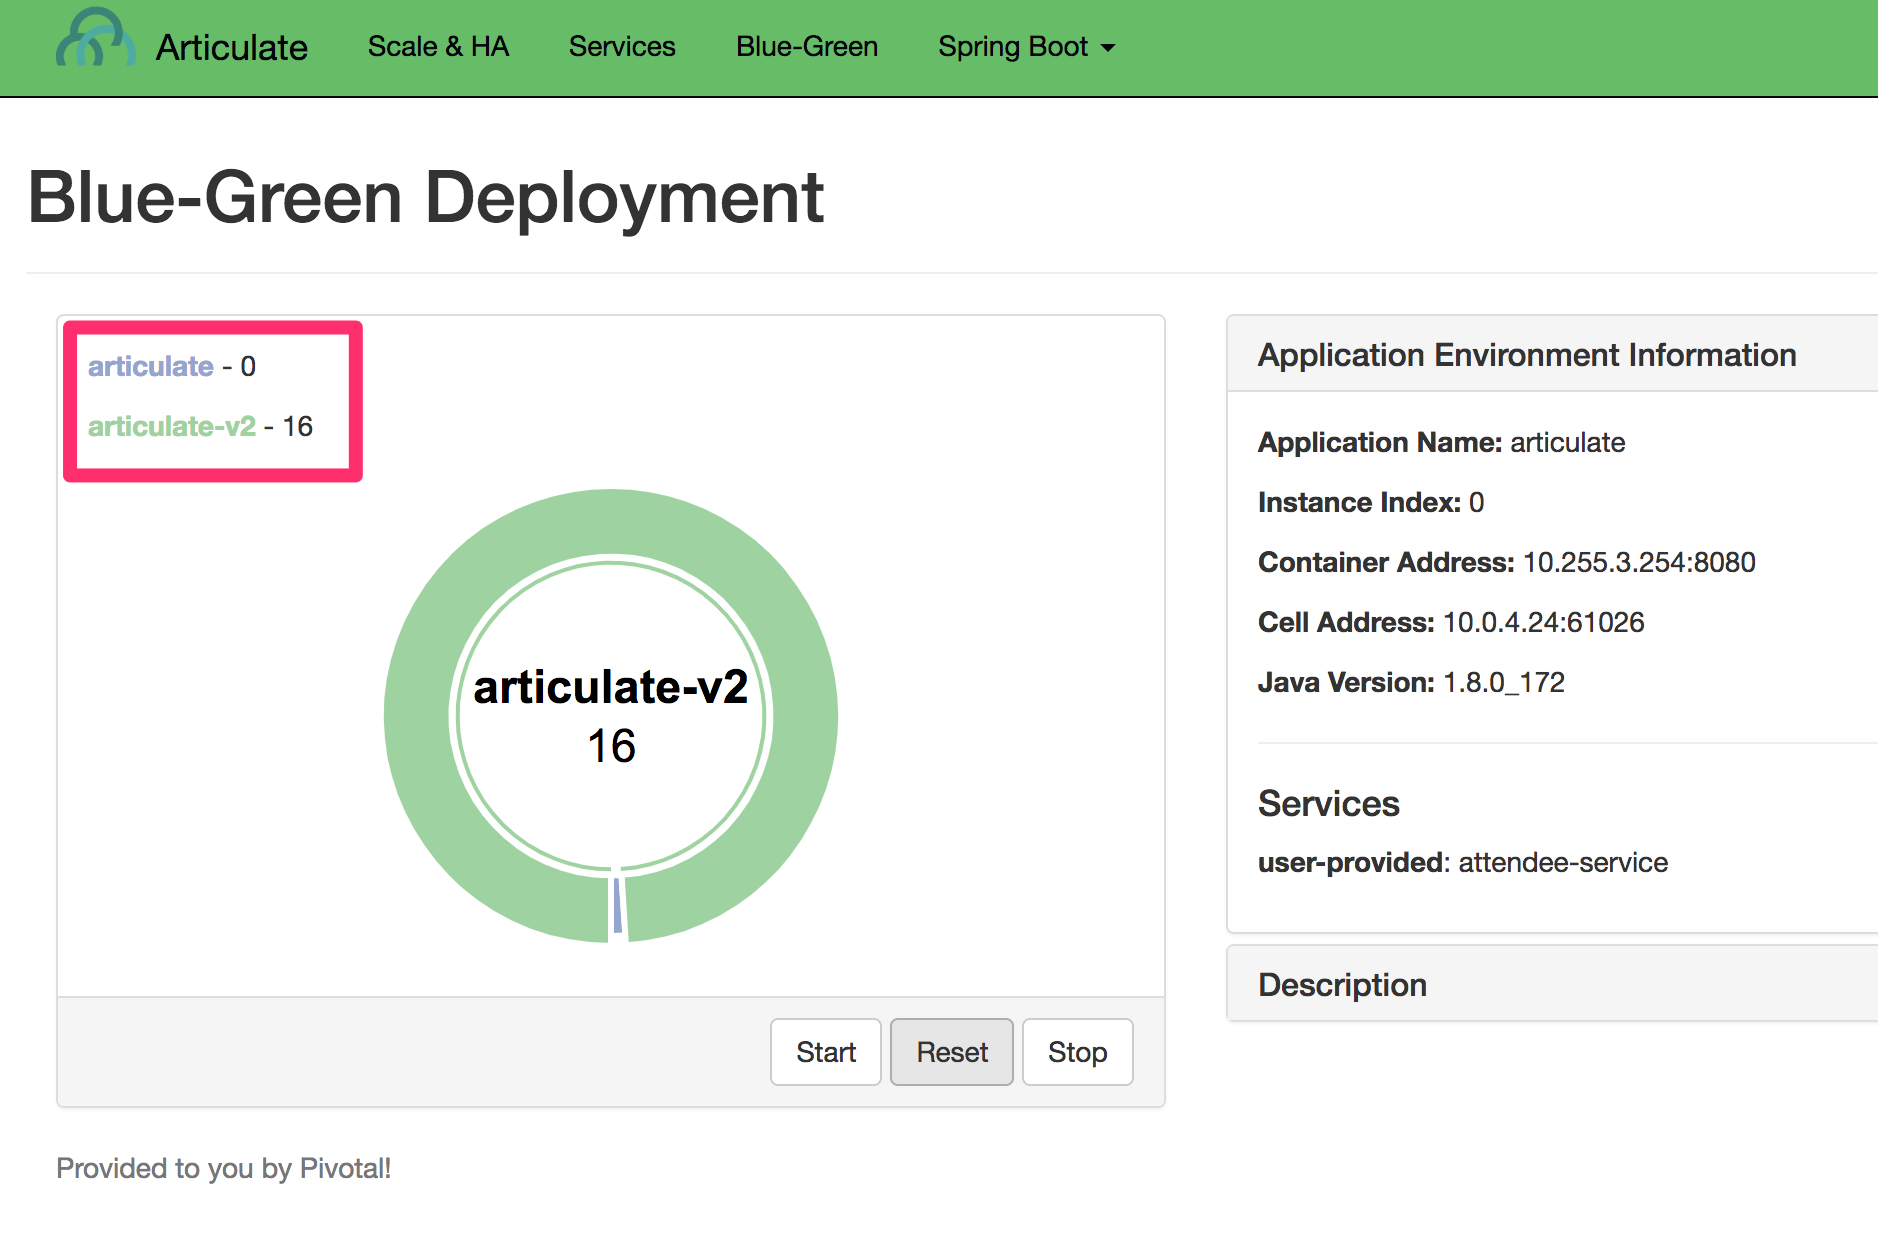 Articulate Scale & HA Services Blue-Green Spring Boot
Blue-Green Deployment
articulate - 0
articulate-v2 - 16
articulate-v2
16
Start Reset Stop
Application Environment Information
Application Name: articulate
Instance Index: 0
Container Address: 10.255.3.254:8080
Cell Address: 10.0.4.24:61026
Java Version: 1.8.0_172
Services
user-provided: attendee-service
Description
Provided to you by Pivotal!